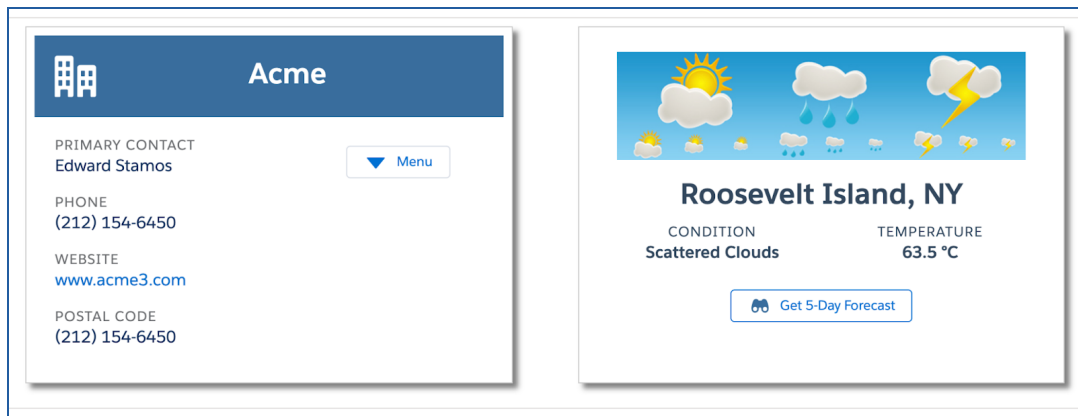 Acme
PRIMARY CONTACT
Edward Stamos
Menu
PHONE
(212) 154-6450
WEBSITE
www.acme3.com
POSTAL CODE
(212) 154-6450
Roosevelt Island, NY
CONDITION TEMPERATURE
Scattered Clouds 63.5 °C
Get 5-Day Forecast